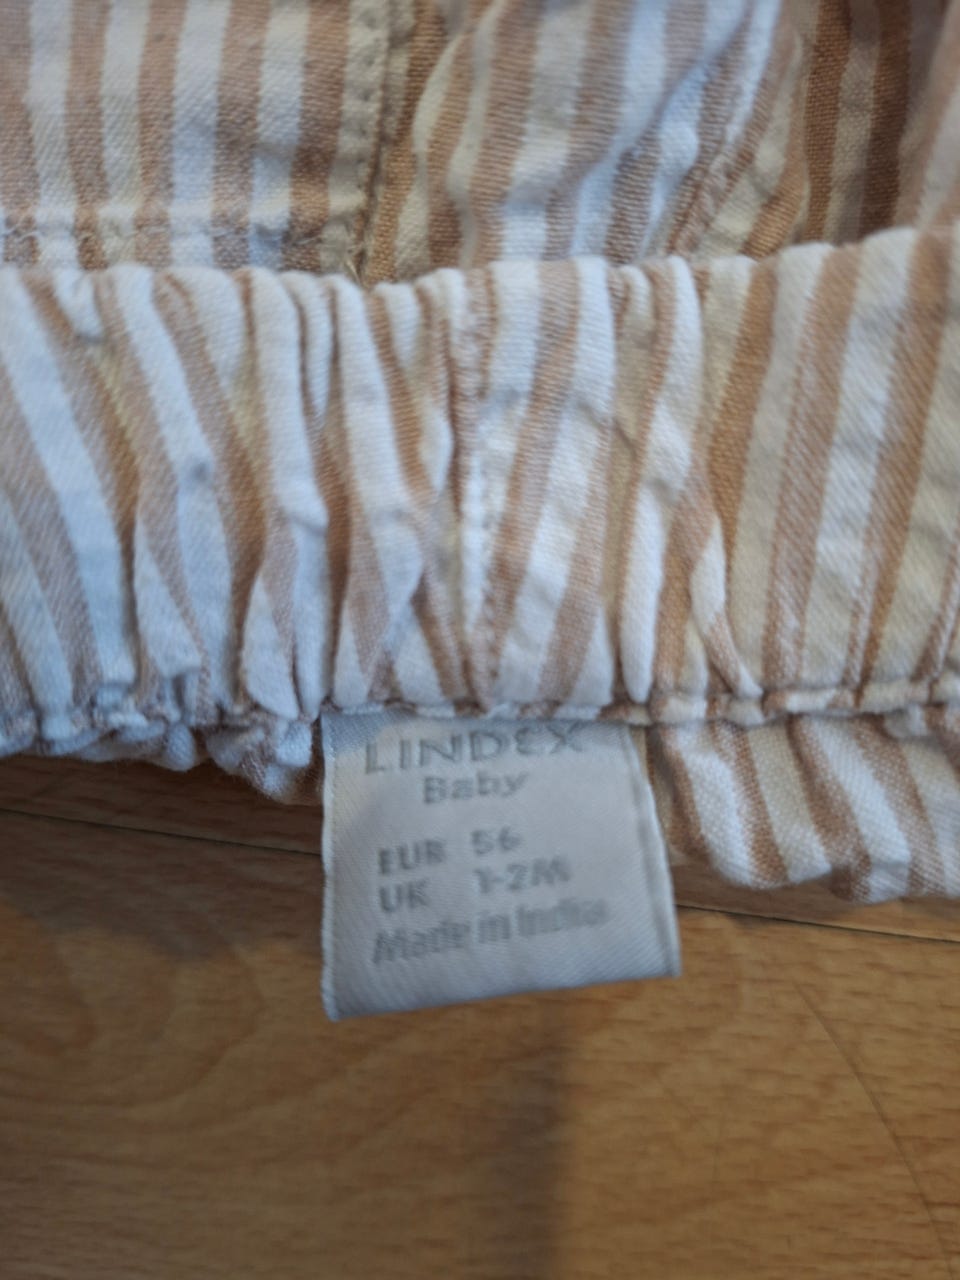 LINDEX
Baby
EUR 56
UK 1-2M
Made in India